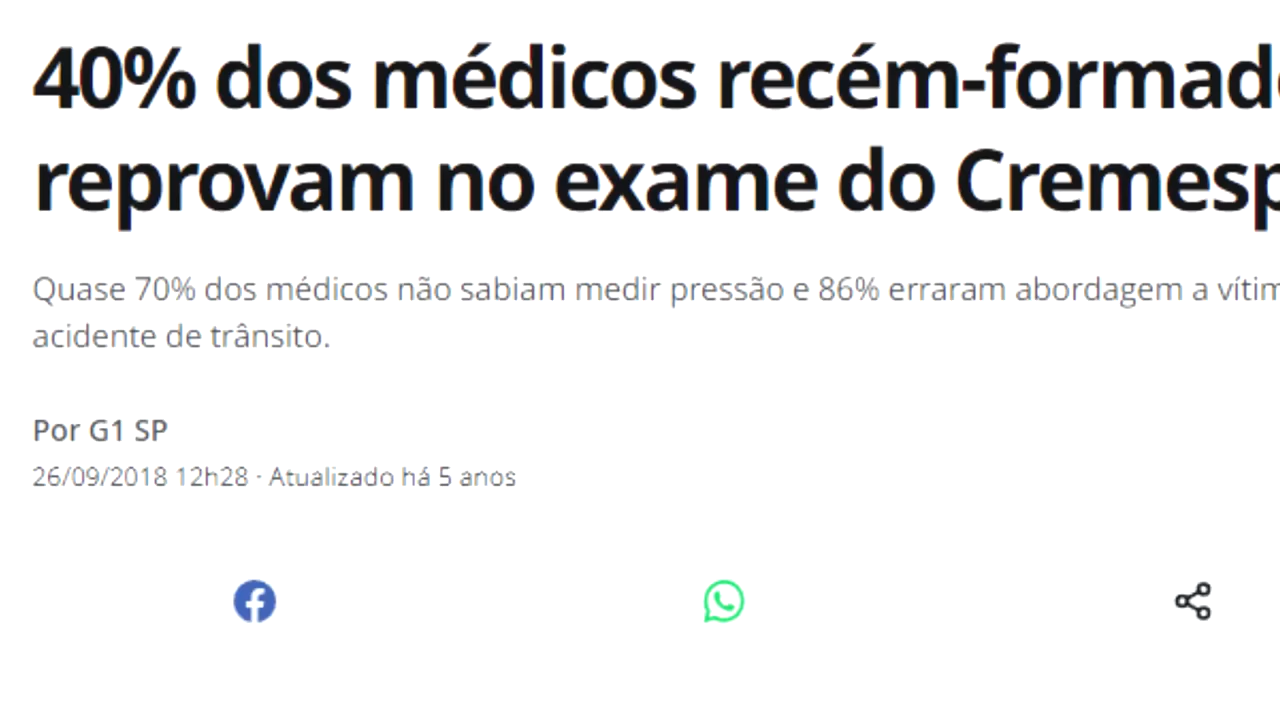 40% dos médicos recém-formad
reprovam no exame do Cremesp
Quase 70% dos médicos não sabiam medir pressão e 86% erraram abordagem a vítim
acidente de trânsito.
Por G1 SP
26/09/2018 12h28 · Atualizado há 5 anos